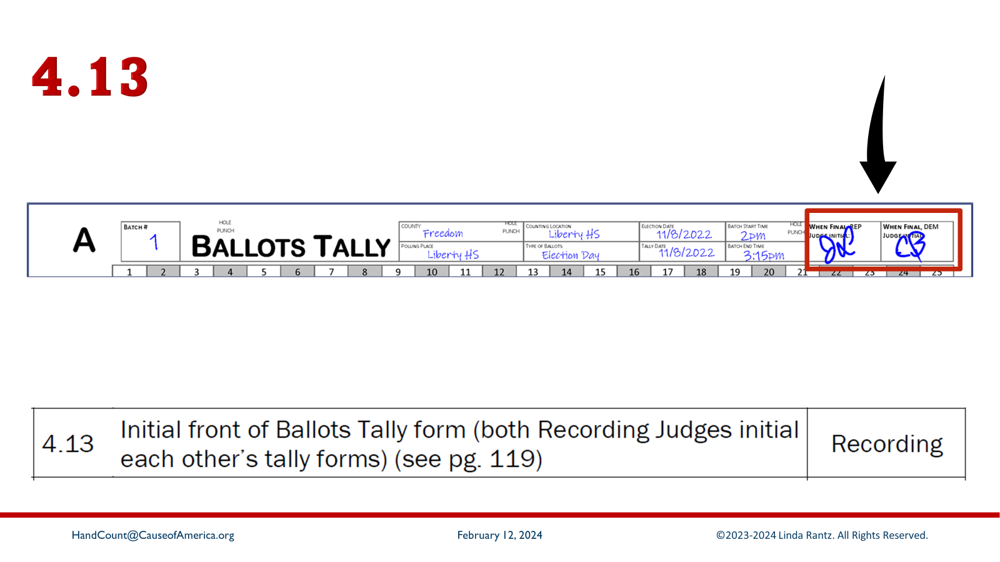 4.13
A
BATCH #
1
HOLE
PUNCH
BALLOTS TALLY
COUNTY
Freedom
HOLE
PUNCH
POLLING PLACE
Liberty HS
COUNTING LOCATION
Liberty HS
TYPE OF BALLOTS
Election Day
ELECTION DATE
11/8/2022
TALLY DATE
11/8/2022
BATCH START TIME
2pm
HOLE
PUNCH
BATCH END TIME
3:15pm
WHEN FINAL, REP
JUDGE INITIAL:
WHEN FINAL, DEM
JUDGE INITIAL
CB
1 2 3 4 5 6 7 8 9 10 11 12 13 14 15 16 17 18 19 20 21 22 23 24 25
4.13
Initial front of Ballots Tally form (both Recording Judges initial
each other’s tally forms) (see pg. 119)
Recording
HandCount@CauseofAmerica.org
February 12, 2024
©2023-2024 Linda Rantz. All Rights Reserved.